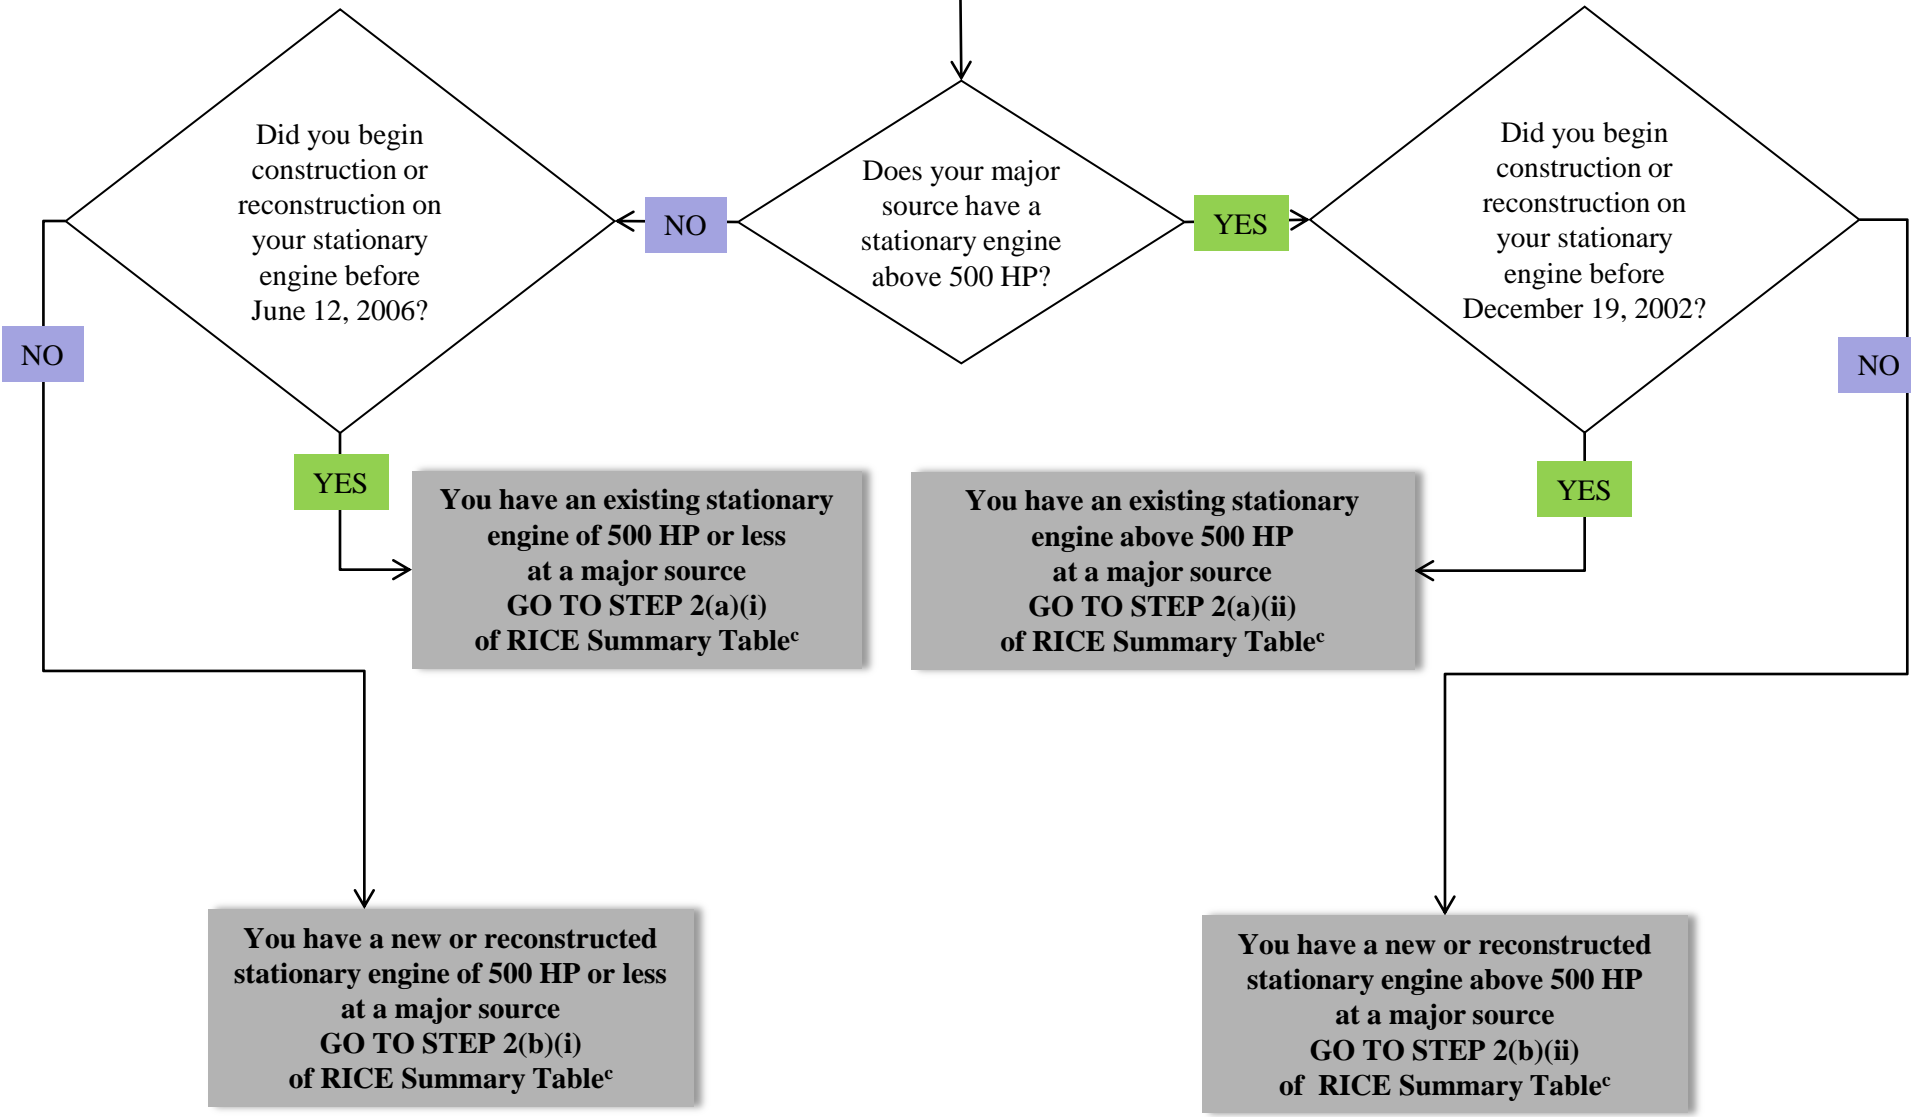 Did you begin
construction or
reconstruction on
your stationary
engine before
June 12, 2006?
NO
Does your major
source have a
stationary engine
above 500 HP?
YES
Did you begin
construction or
reconstruction on
your stationary
engine before
December 19, 2002?
NO
NO
YES
You have an existing stationary
engine of 500 HP or less
at a major source
GO TO STEP 2(a)(i)
of RICE Summary Tableᶜ
You have an existing stationary
engine above 500 HP
at a major source
GO TO STEP 2(a)(ii)
of RICE Summary Tableᶜ
YES
You have a new or reconstructed
stationary engine of 500 HP or less
at a major source
GO TO STEP 2(b)(i)
of RICE Summary Tableᶜ
You have a new or reconstructed
stationary engine above 500 HP
at a major source
GO TO STEP 2(b)(ii)
of RICE Summary Tableᶜ